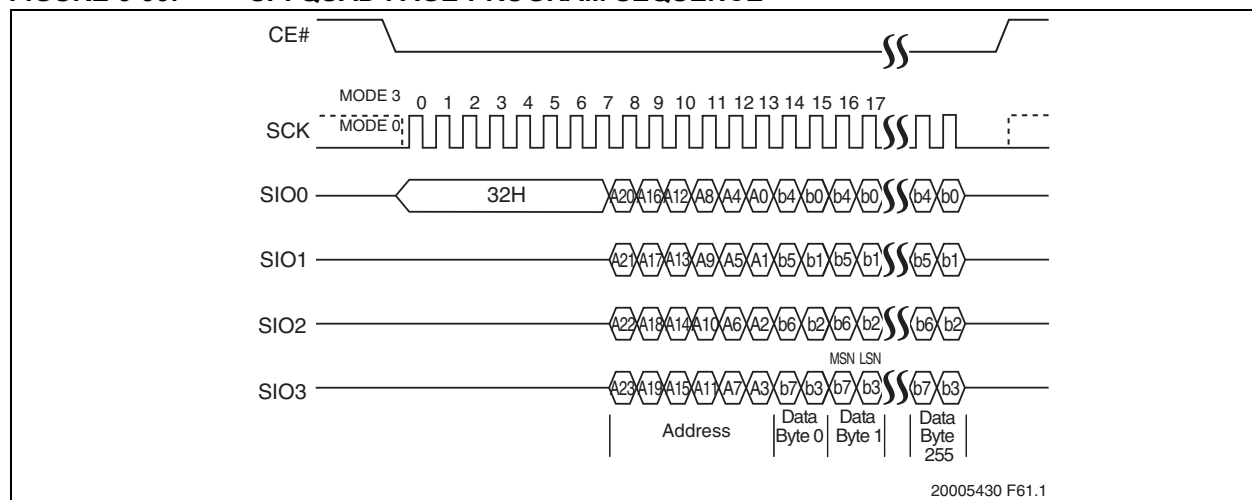 CE#
MODE 3
0 1 2 3 4 5 6 7 8 9 10 11 12 13 14 15 16 17
SCK
MODE 0
SIO0
32H
A20 A16 A12 A8 A4 A0 b4 b0 b4 b0 b4 b0
SIO1
A21 A17 A13 A9 A5 A1 b5 b1 b5 b1 b5 b1
SIO2
A22 A18 A14 A10 A6 A2 b6 b2 b6 b2 b6 b2
MSN LSN
SIO3
A23 A19 A15 A11 A7 A3 b7 b3 b7 b3 b7 b3
Address
Data
Byte 0
Data
Byte 1
Data
Byte
255
20005430 F61.1